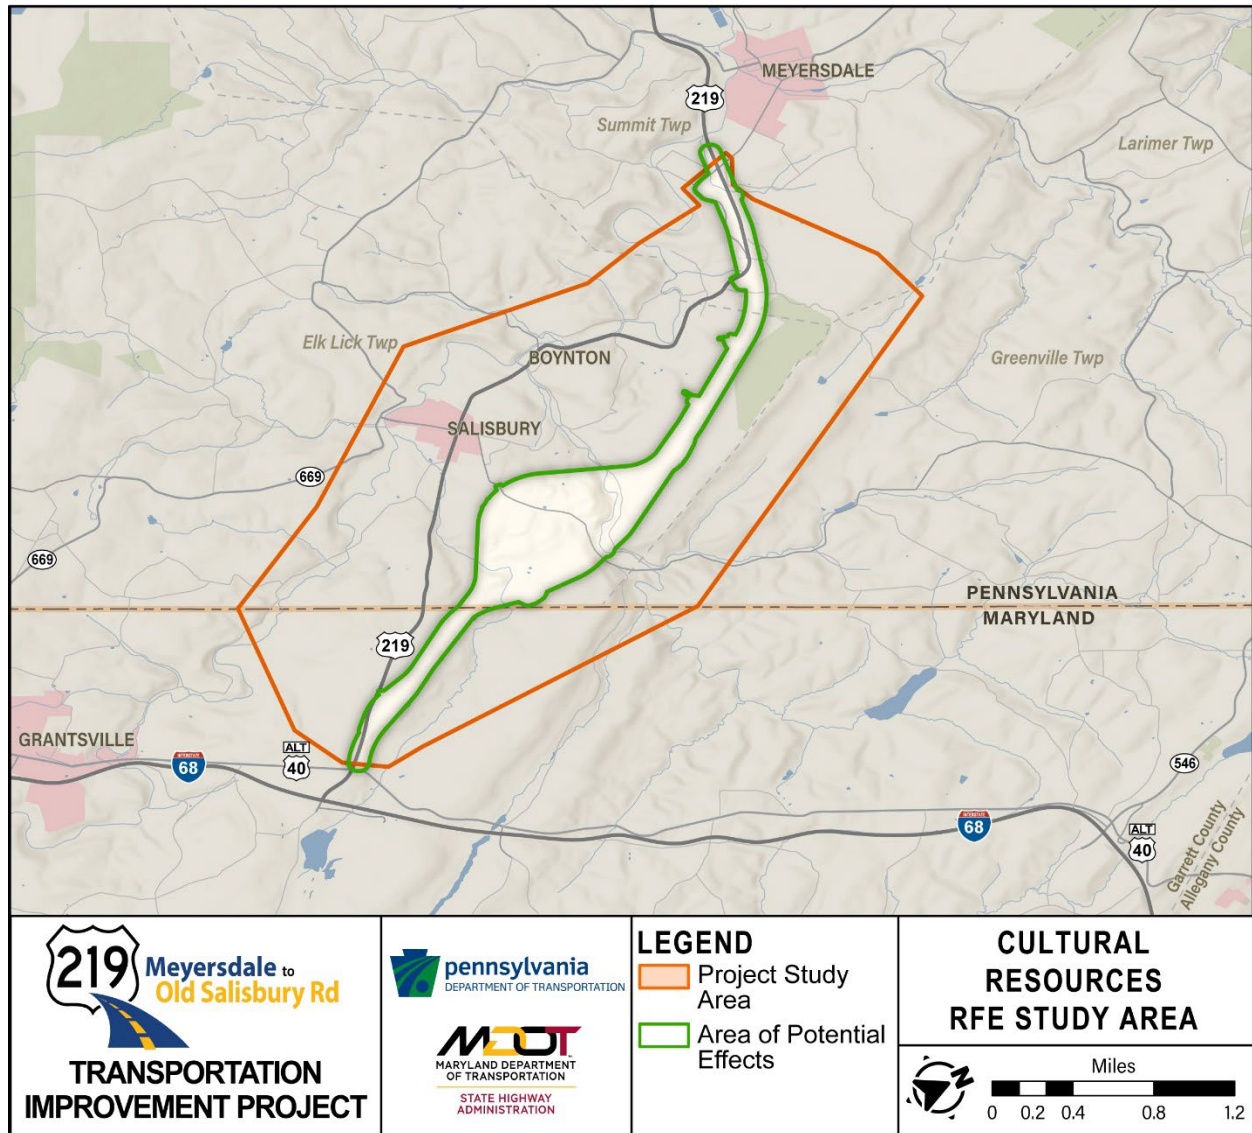 MEYERSDALE
219
Summit Twp
Larimer Twp
Elk Lick Twp
BOYNTON
Greenville Twp
SALISBURY
669
669
PENNSYLVANIA
MARYLAND
219
GRANTSVILLE
INTERSTATE
68
ALT
40
546
INTERSTATE
68
ALT
40
Garrett County
Allegany County
219
Meyersdale to
Old Salisbury Rd
TRANSPORTATION
IMPROVEMENT PROJECT
pennsylvania
DEPARTMENT OF TRANSPORTATION
MDOT
MARYLAND DEPARTMENT
OF TRANSPORTATION
STATE HIGHWAY
ADMINISTRATION
LEGEND
Project Study
Area
Area of Potential
Effects
CULTURAL
RESOURCES
RFE STUDY AREA
N
Miles
0 0.2 0.4 0.8 1.2